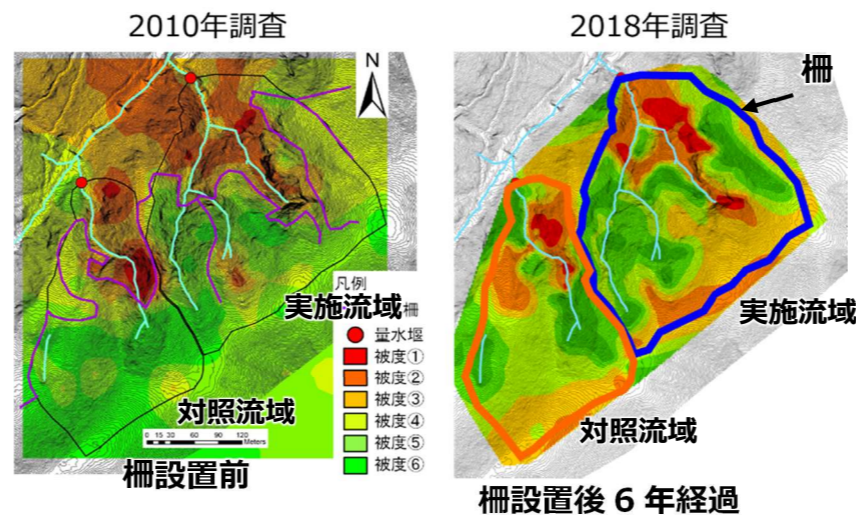 2010年調査
2018年調査
N
柵
凡例
柵
実施流域
量水堰
被度①
被度②
被度③
被度④
被度⑤
被度⑥
対照流域
0 15 30 60 90 120
Meters
柵設置前
実施流域
対照流域
柵設置後 6 年経過